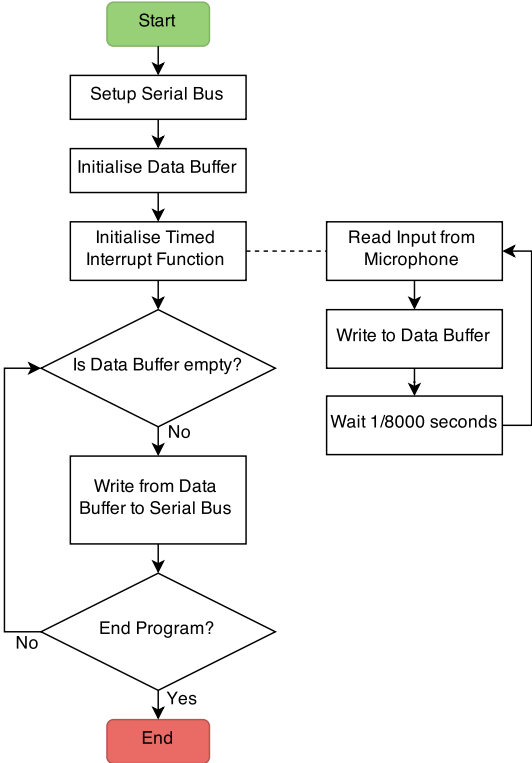 Start
Setup Serial Bus
Initialise Data Buffer
Initialise Timed
Interrupt Function
Read Input from
Microphone
Write to Data Buffer
Wait 1/8000 seconds
Is Data Buffer empty?
No
Write from Data
Buffer to Serial Bus
End Program?
No
Yes
End